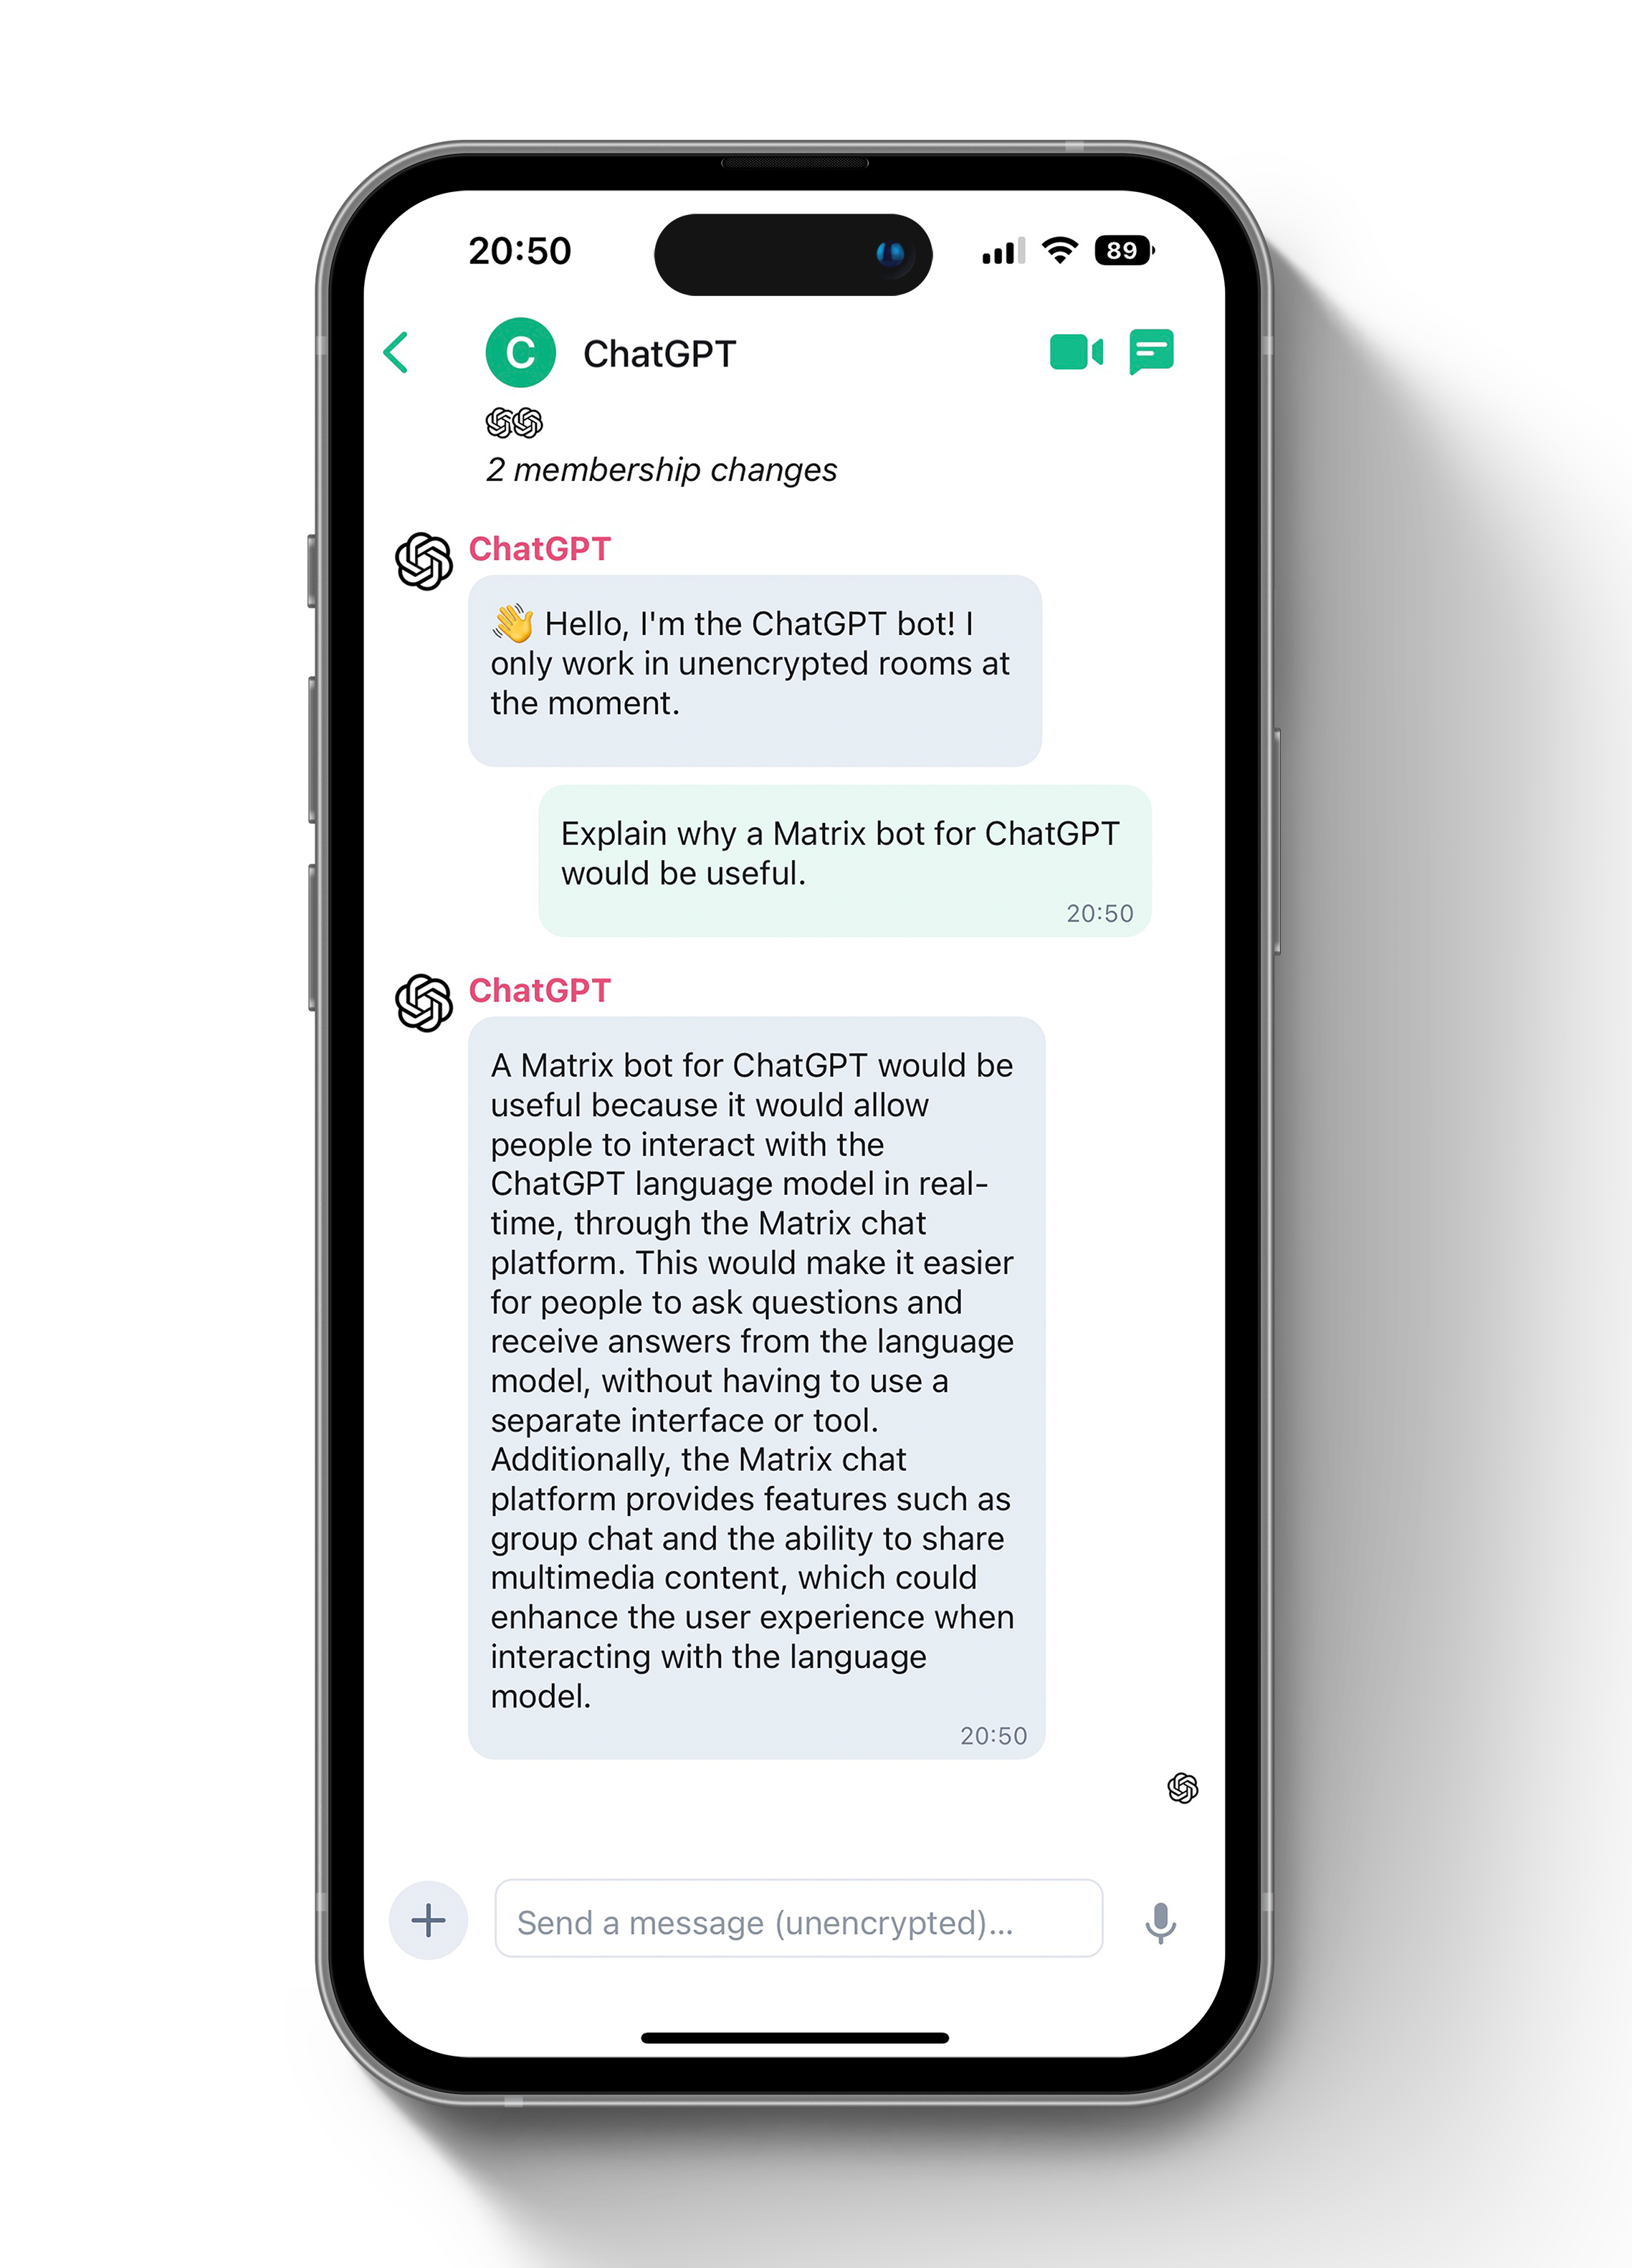 20:50
89
C
ChatGPT
2 membership changes
ChatGPT
👋 Hello, I'm the ChatGPT bot! I
only work in unencrypted rooms at
the moment.
Explain why a Matrix bot for ChatGPT
would be useful.
20:50
ChatGPT
A Matrix bot for ChatGPT would be
useful because it would allow
people to interact with the
ChatGPT language model in real-
time, through the Matrix chat
platform. This would make it easier
for people to ask questions and
receive answers from the language
model, without having to use a
separate interface or tool.
Additionally, the Matrix chat
platform provides features such as
group chat and the ability to share
multimedia content, which could
enhance the user experience when
interacting with the language
model.
20:50
Send a message (unencrypted)...